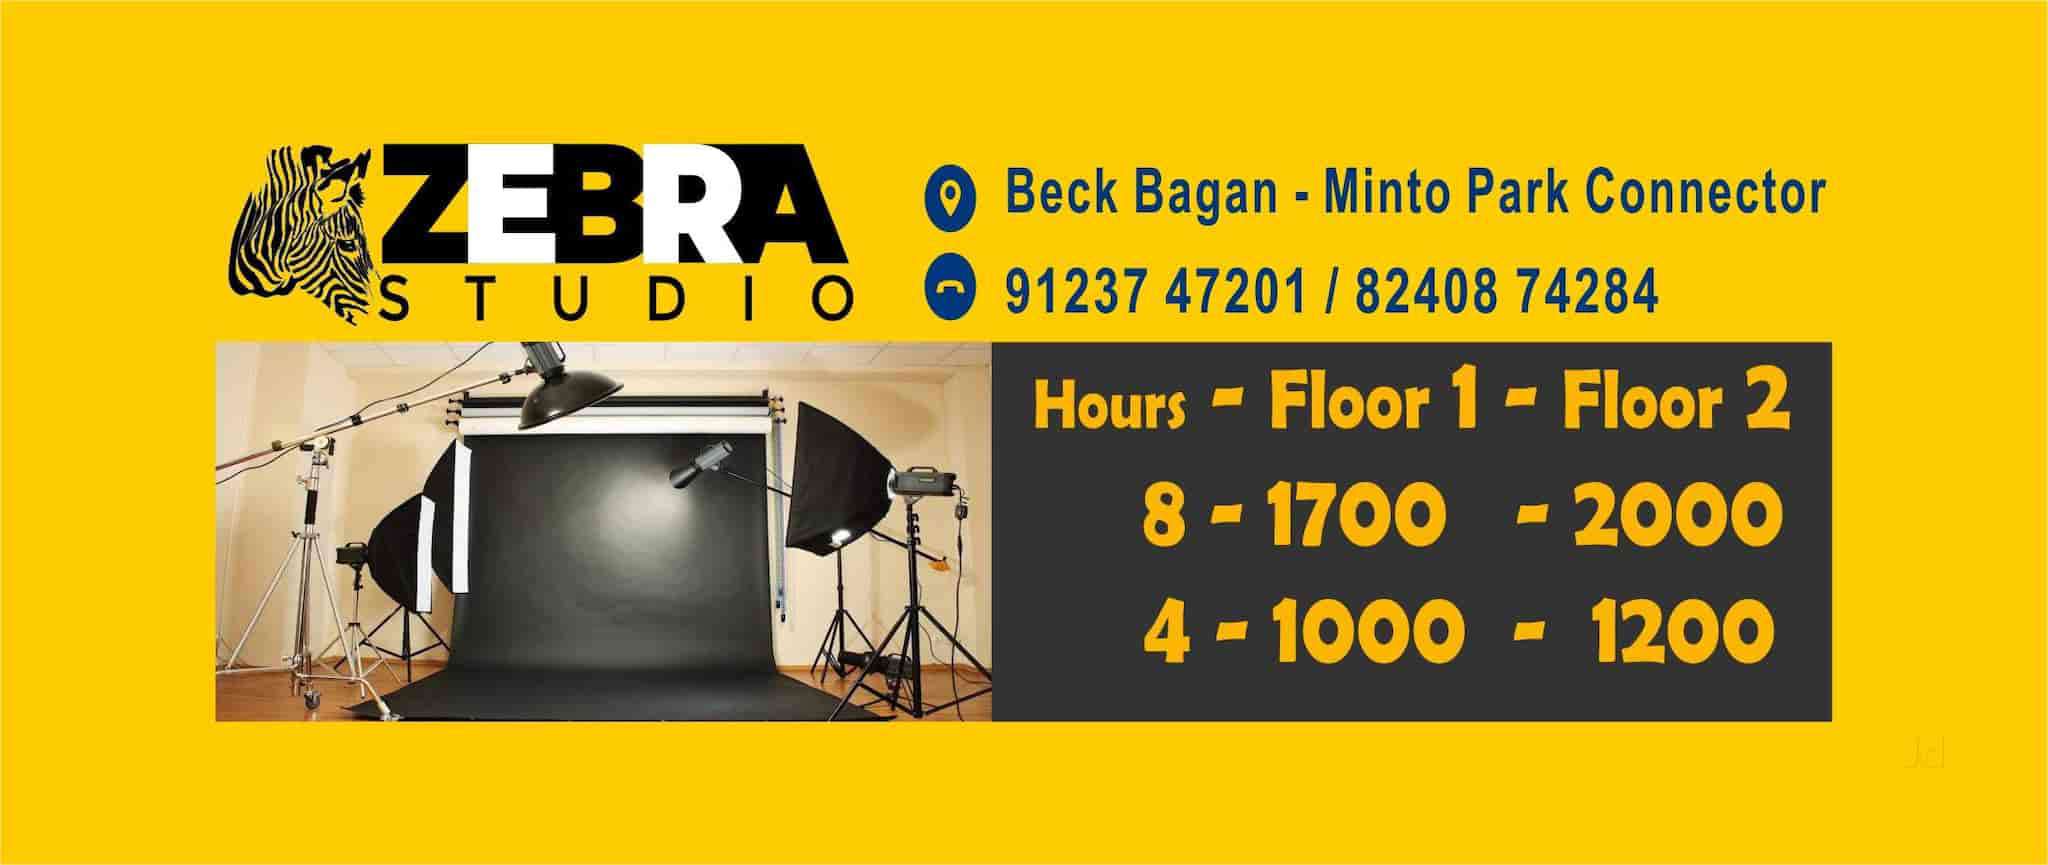 ZEBRA
STUDIO
Beck Bagan - Minto Park Connector
91237 47201 / 82408 74284
Hours - Floor 1 - Floor 2
8 - 1700 - 2000
4 - 1000 - 1200
Jd